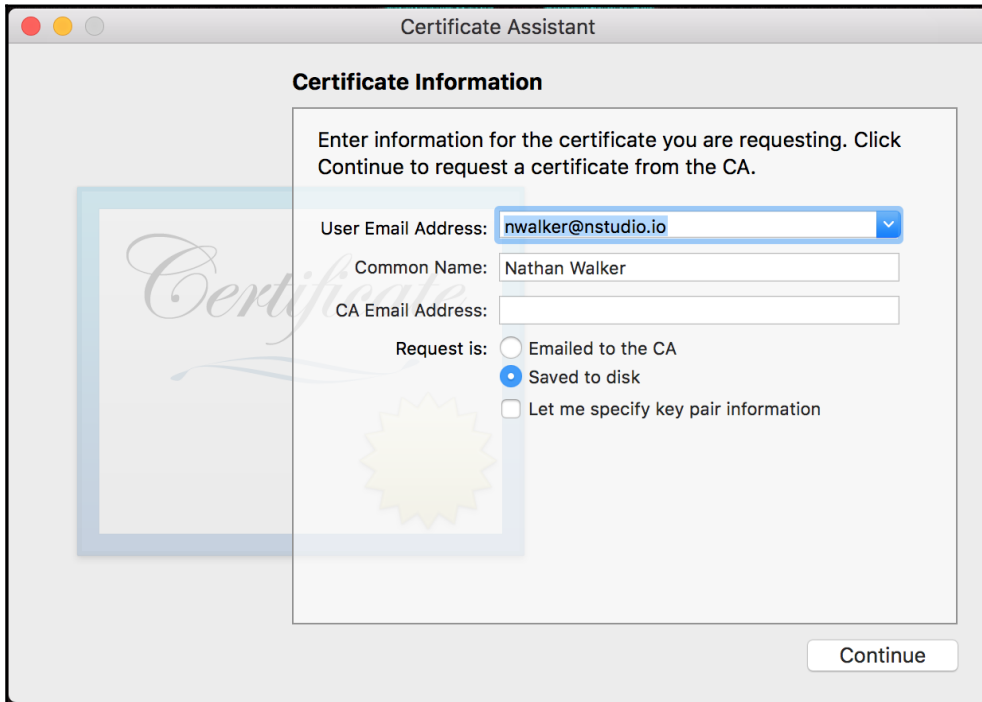 Certificate Assistant
Certificate Information
Enter information for the certificate you are requesting. Click
Continue to request a certificate from the CA.
User Email Address: nwalker@nstudio.io
Common Name: Nathan Walker
CA Email Address:
Request is: Emailed to the CA
Saved to disk
Let me specify key pair information
Certificate
Continue